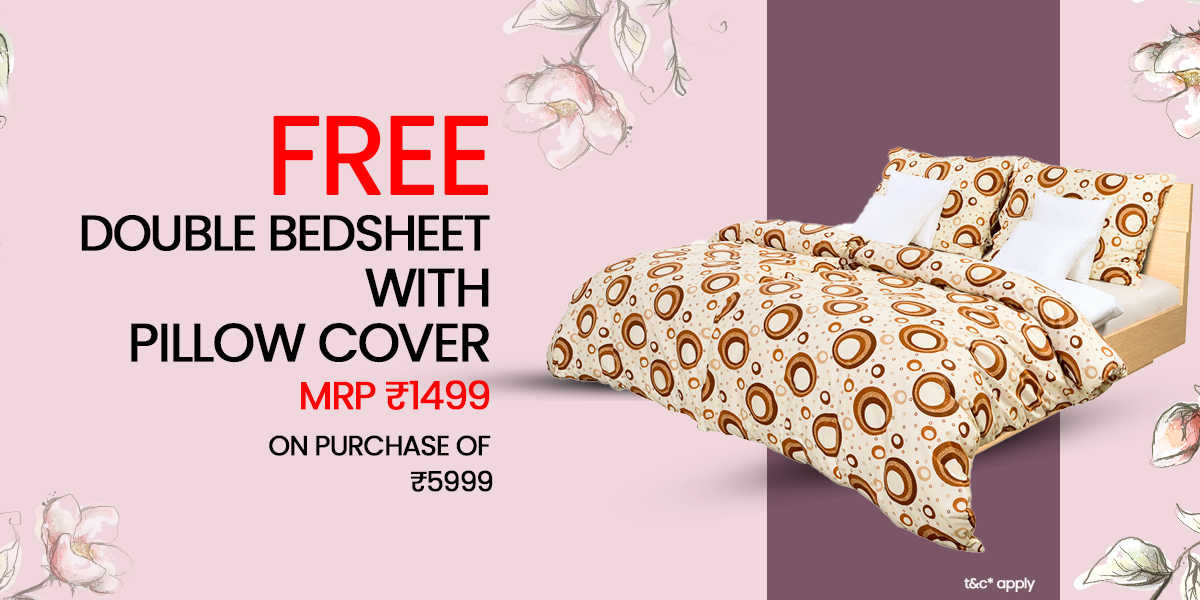 FREE
DOUBLE BEDSHEET
WITH
PILLOW COVER
MRP ₹1499
ON PURCHASE OF
₹5999
t&c* apply